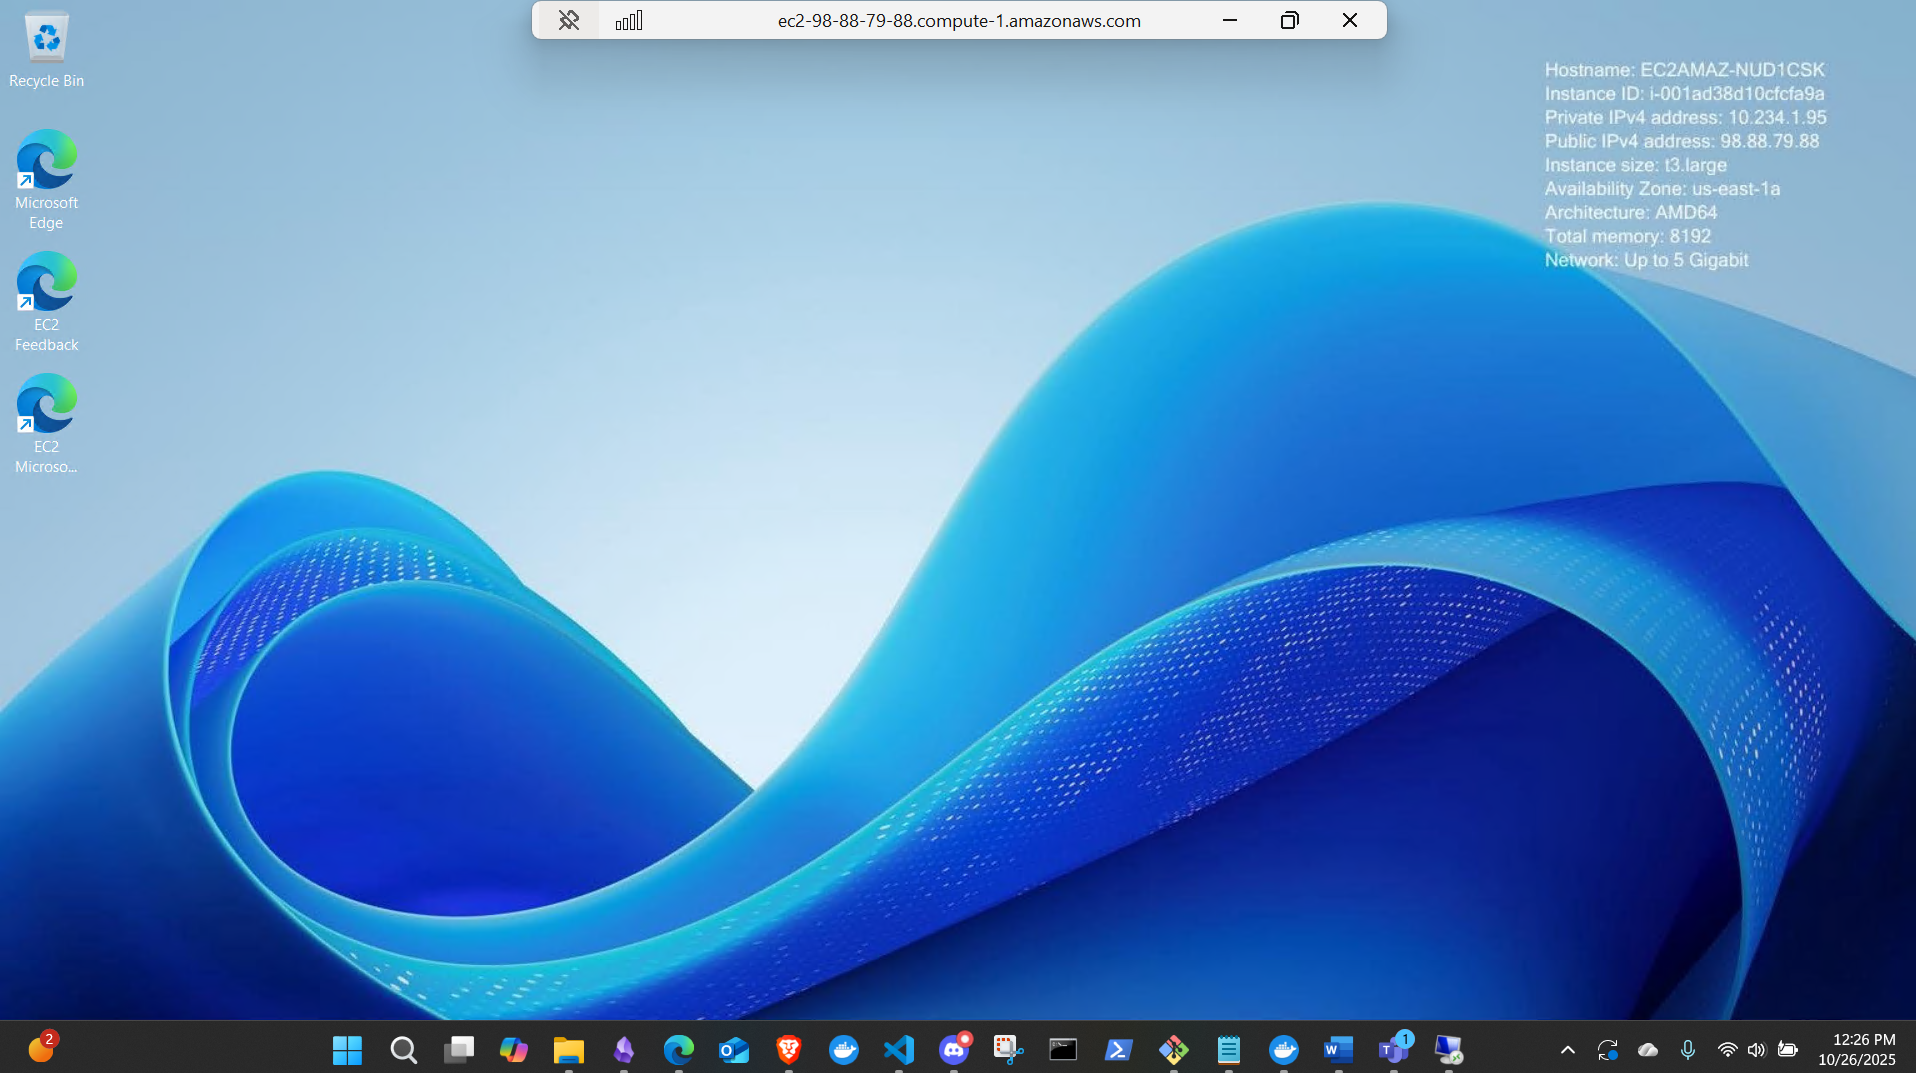 ec2-98-88-79-88.compute-1.amazonaws.com
Recycle Bin
Microsoft
Edge
EC2
Feedback
EC2
Microso...
Hostname: EC2AMAZ-NUD1CSK
Instance ID: i-001ad38d10cfcfa9a
Private IPv4 address: 10.234.1.95
Public IPv4 address: 98.88.79.88
Instance size: t3.large
Availability Zone: us-east-1a
Architecture: AMD64
Total memory: 8192
Network: Up to 5 Gigabit
2
1
12:26 PM
10/26/2025